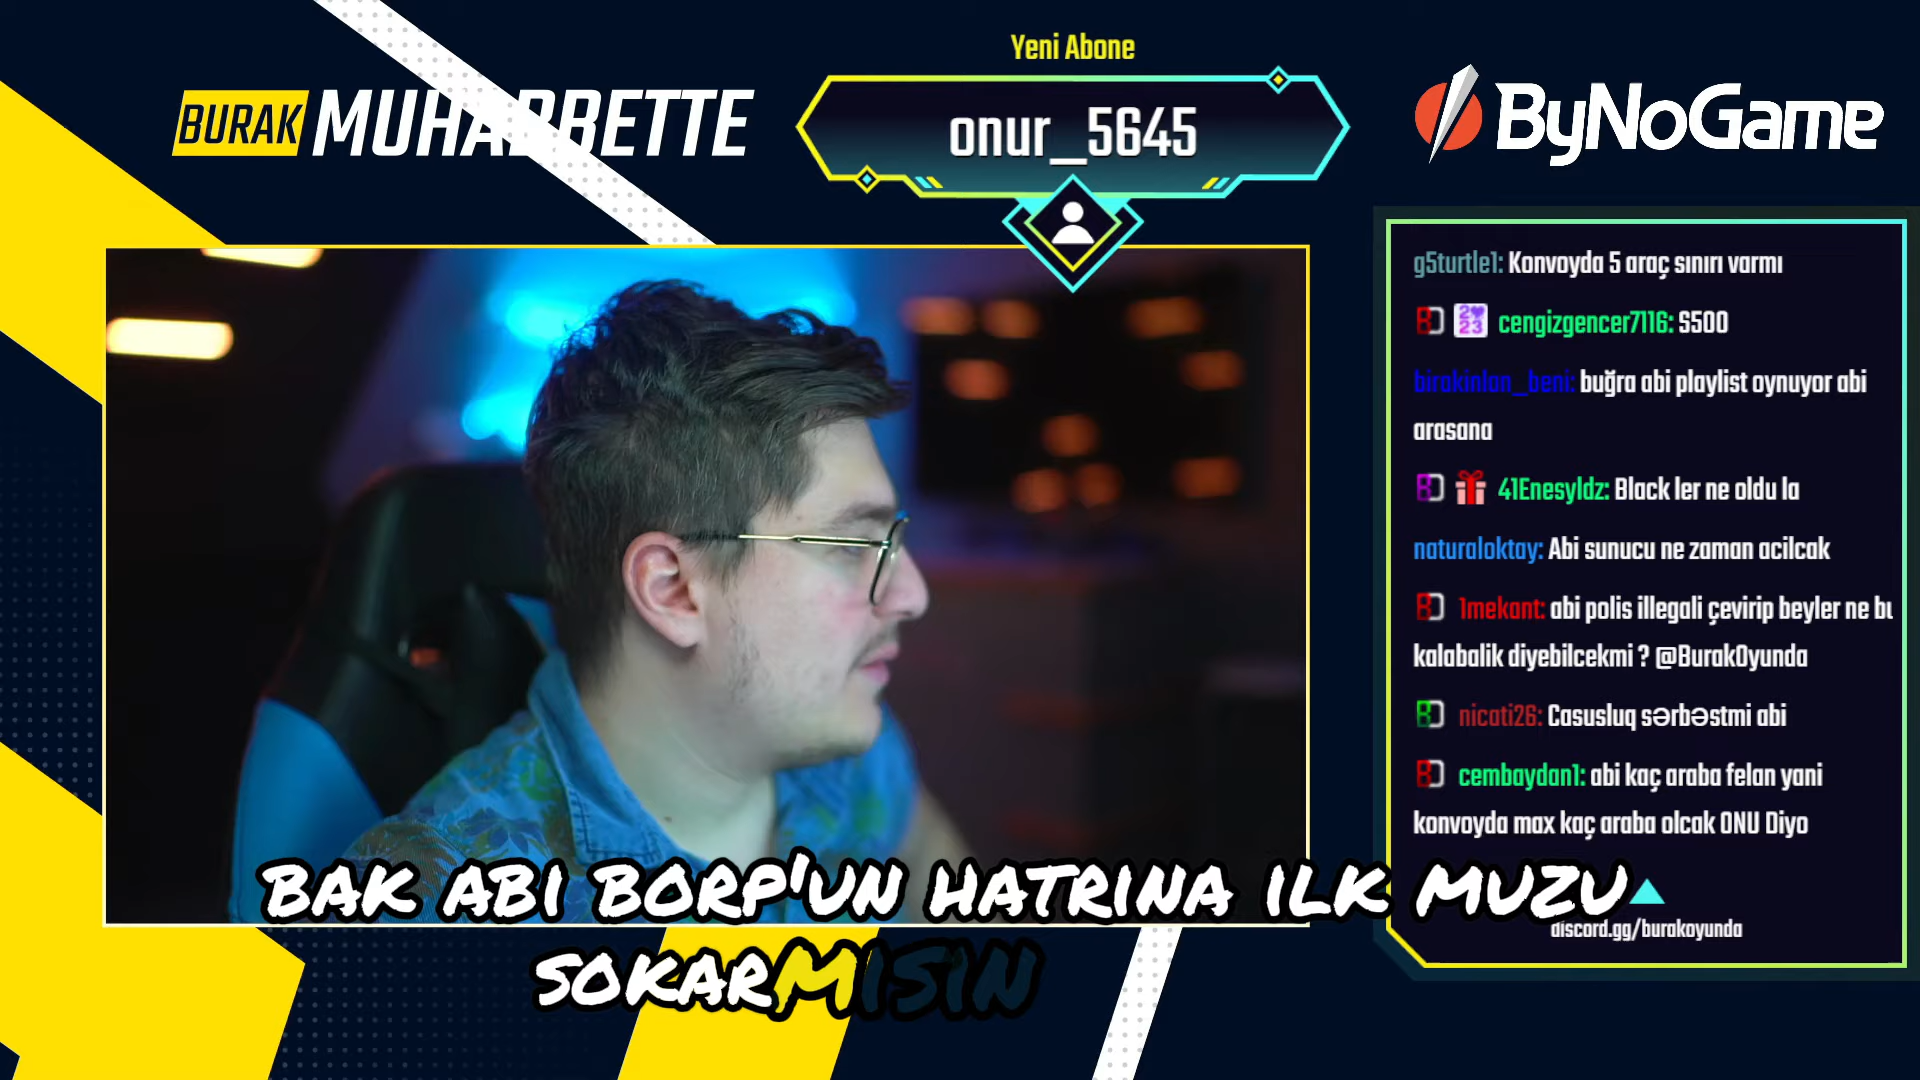 Yeni Abone
BURAK MUHABBETTE
onur_5645
ByNoGame
g5turtle1: Konvoyda 5 araç sınırı varmı
cengizgencer7116: S500
birakinlan_beni: buğra abi playlist oynuyor abi
arasana
41Enesyldz: Black ler ne oldu la
naturaloktay: Abi sunucu ne zaman acilcak
1mekant: abi polis illegali çevirip beyler ne bu
kalabalik diyebilcekmi ? @BurakOyunda
nicati26: Casusluq sərbəstmi abi
cembaydan1: abi kaç araba felan yani
konvoyda max kaç araba olcak ONU Diyo
discord.gg/burakoyunda
BAK ABI BORP'UN HATRINA ILK MUZU
SOKARMISIN